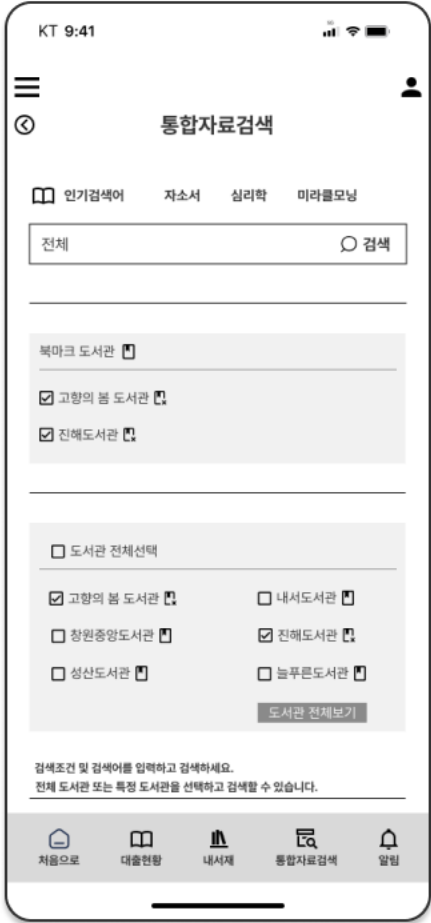 KT 9:41
통합자료검색
인기검색어 자소서 심리학 미라클모닝
전체 검색
북마크 도서관
고향의 봄 도서관
진해도서관
도서관 전체선택
고향의 봄 도서관 내서도서관
창원중앙도서관 진해도서관
성산도서관 늘푸른도서관
도서관 전체보기
검색조건 및 검색어를 입력하고 검색하세요.
전체 도서관 또는 특정 도서관을 선택하고 검색할 수 있습니다.
처음으로 대출현황 내서재 통합자료검색 알림